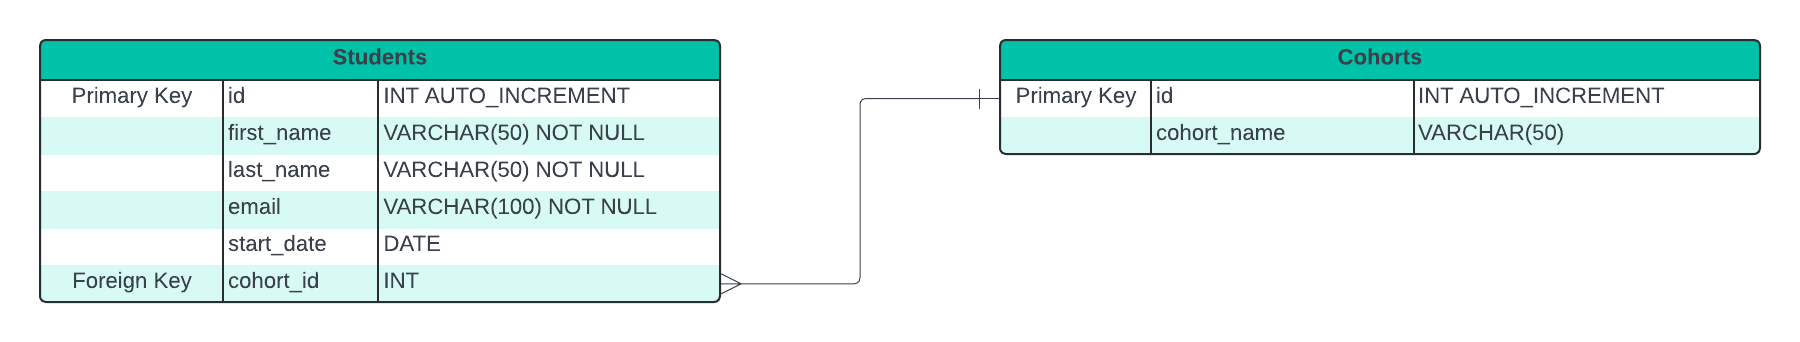 Students
Primary Key id INT AUTO_INCREMENT
first_name VARCHAR(50) NOT NULL
last_name VARCHAR(50) NOT NULL
email VARCHAR(100) NOT NULL
start_date DATE
Foreign Key cohort_id INT
Cohorts
Primary Key id INT AUTO_INCREMENT
cohort_name VARCHAR(50)